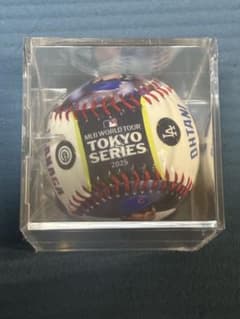 MLB WORLD TOUR
TOKYO
SERIES
2025
LA
OHTANI